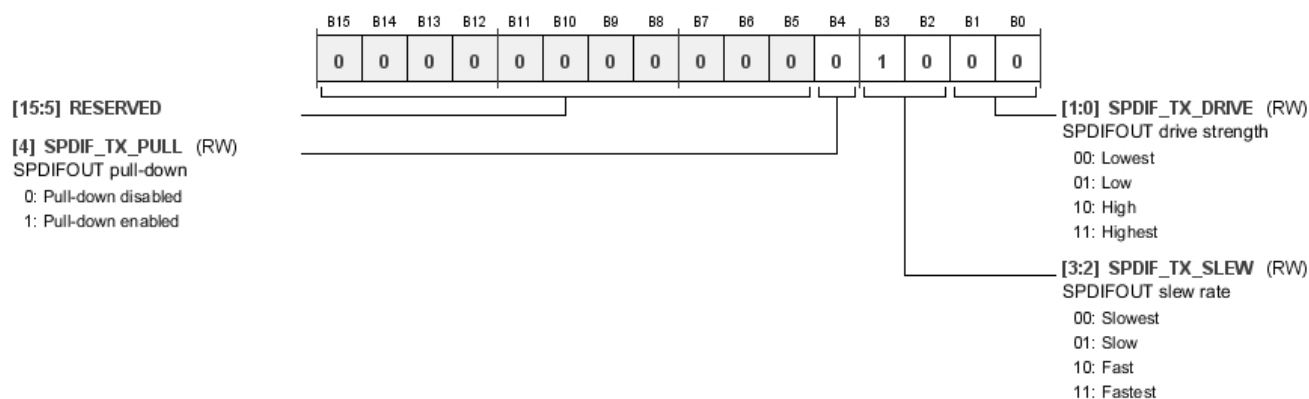 B15 B14 B13 B12 B11 B10 B9 B8 B7 B6 B5 B4 B3 B2 B1 B0
0 0 0 0 0 0 0 0 0 0 0 0 1 0 0 0
[15:5] RESERVED
[4] SPDIF_TX_PULL (RW)
SPDIFOUT pull-down
0: Pull-down disabled
1: Pull-down enabled
[1:0] SPDIF_TX_DRIVE (RW)
SPDIFOUT drive strength
00: Lowest
01: Low
10: High
11: Highest
[3:2] SPDIF_TX_SLEW (RW)
SPDIFOUT slew rate
00: Slowest
01: Slow
10: Fast
11: Fastest